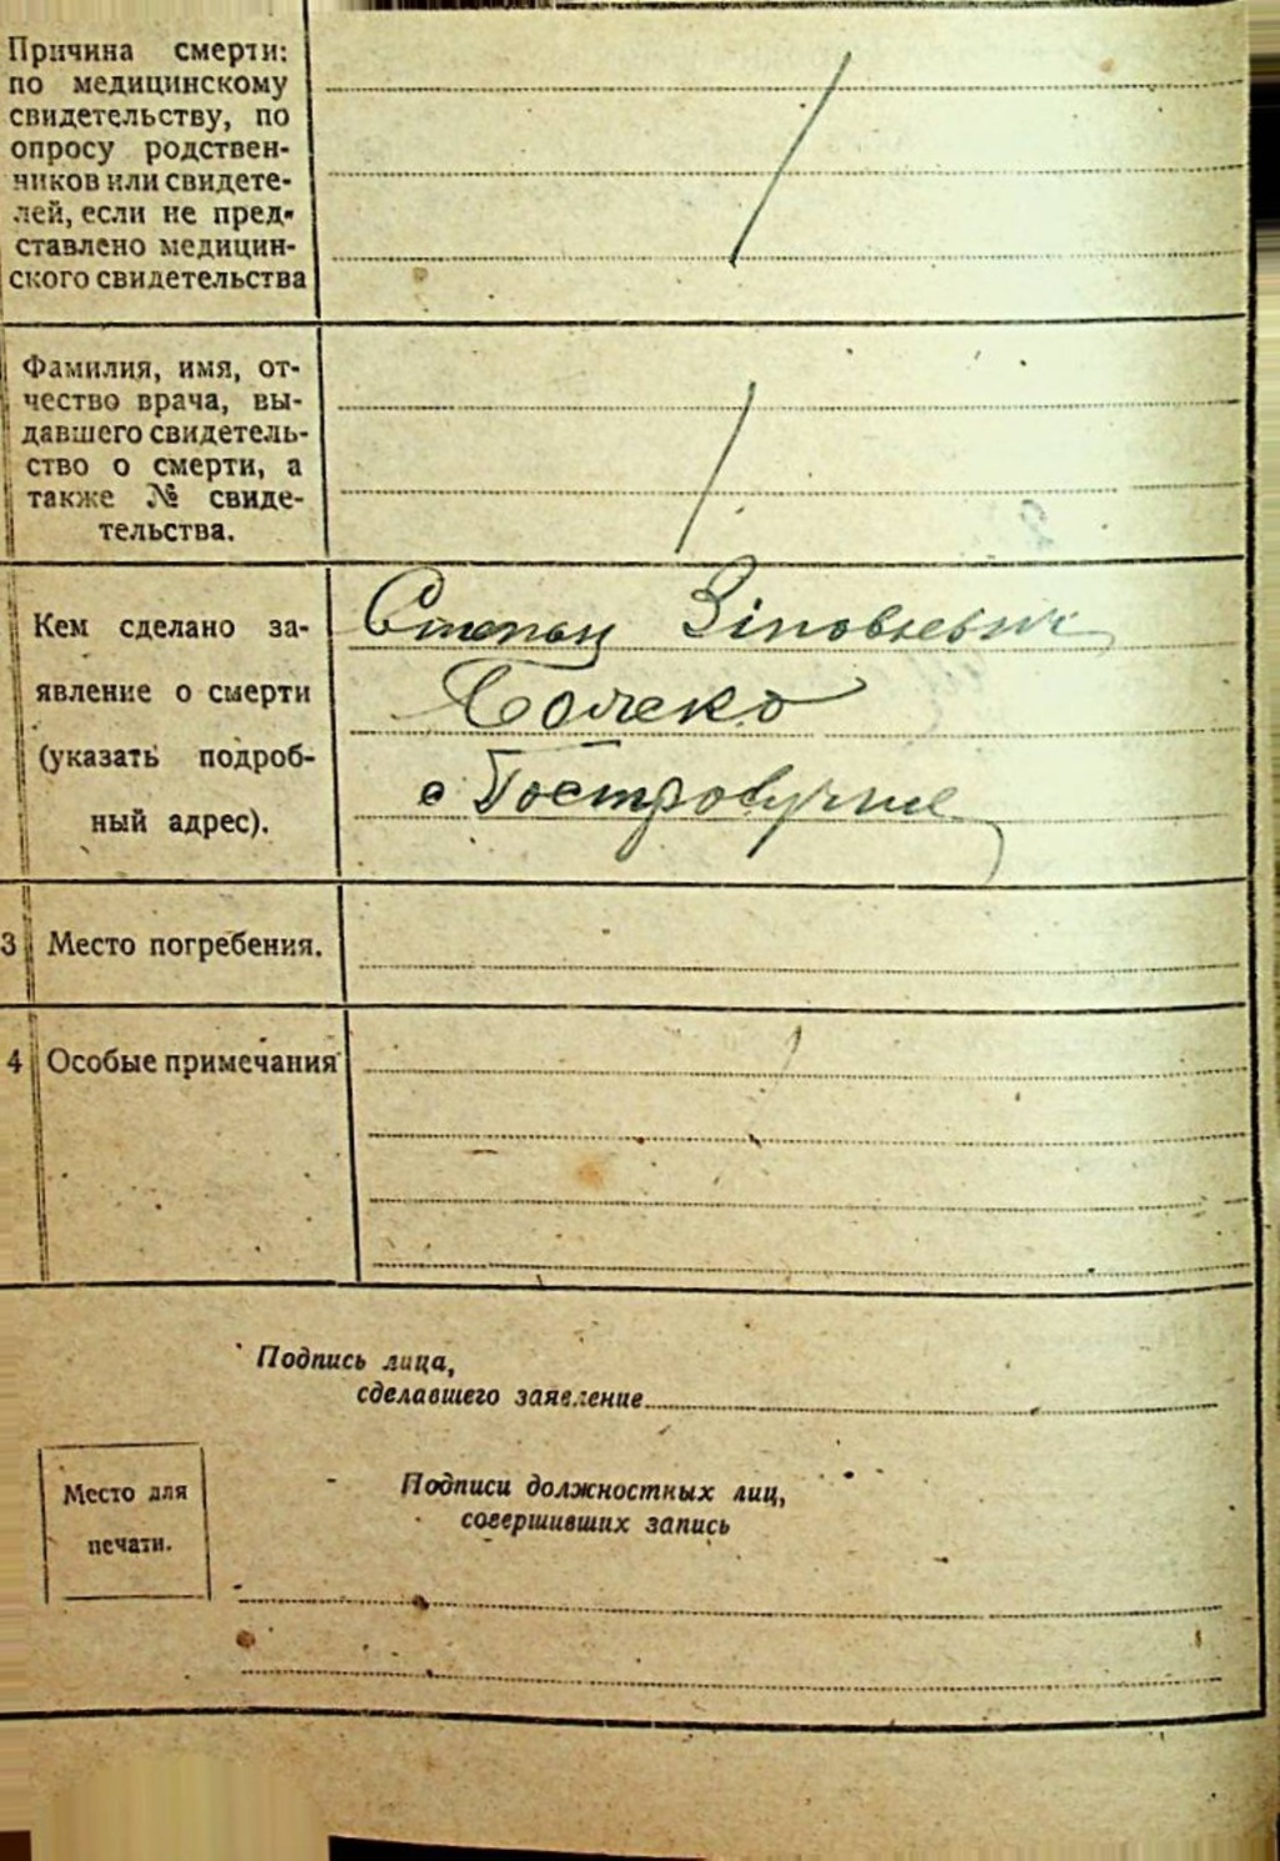 Причина смерти:
по медицинскому
свидетельству, по
опросу родствен-
ников или свидете-
лей, если не пред-
ставлено медицин-
ского свидетельства
Фамилия, имя, от-
чество врача, вы-
давшего свидетель-
ство о смерти, а
также № свиде-
тельства.
Кем сделано за-
явление о смерти
(указать подроб-
ный адрес).
Степан
с
3 Место погребения.
4 Особые примечания
Подпись лица,
сделавшего заявление
Место для
печати.
Подписи должностных лиц,
совершивших запись